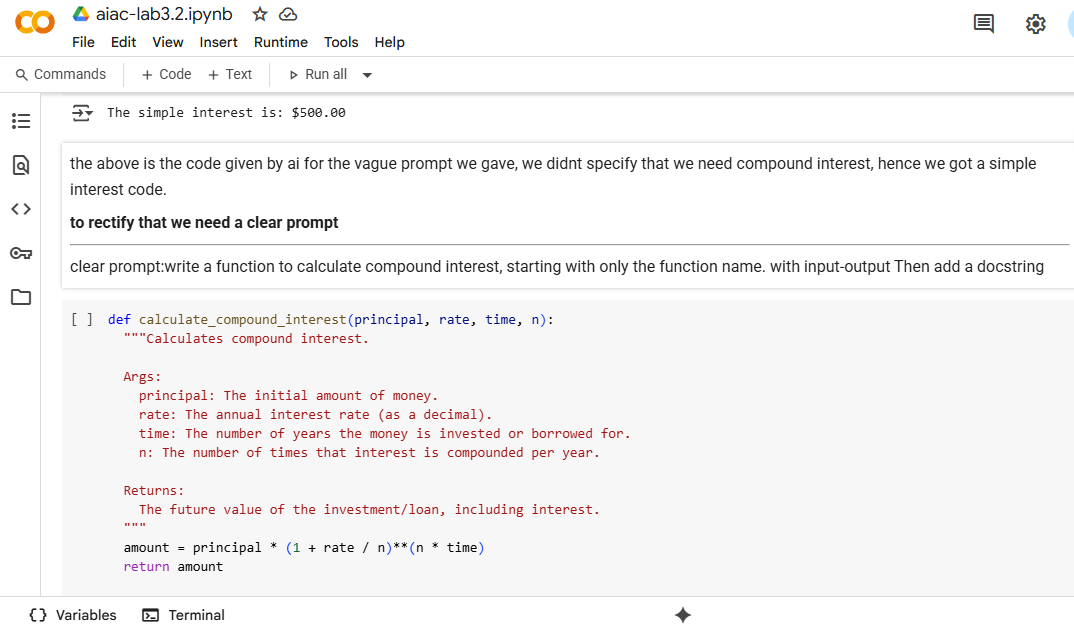 aiac-lab3.2.ipynb
File Edit View Insert Runtime Tools Help
Commands + Code + Text Run all
The simple interest is: $500.00
the above is the code given by ai for the vague prompt we gave, we didnt specify that we need compound interest, hence we got a simple
interest code.
to rectify that we need a clear prompt
clear prompt:write a function to calculate compound interest, starting with only the function name. with input-output Then add a docstring
[ ] def calculate_compound_interest(principal, rate, time, n):
"""Calculates compound interest.
Args:
principal: The initial amount of money.
rate: The annual interest rate (as a decimal).
time: The number of years the money is invested or borrowed for.
n: The number of times that interest is compounded per year.
Returns:
The future value of the investment/loan, including interest.
"""
amount = principal * (1 + rate / n)**(n * time)
return amount
Variables Terminal